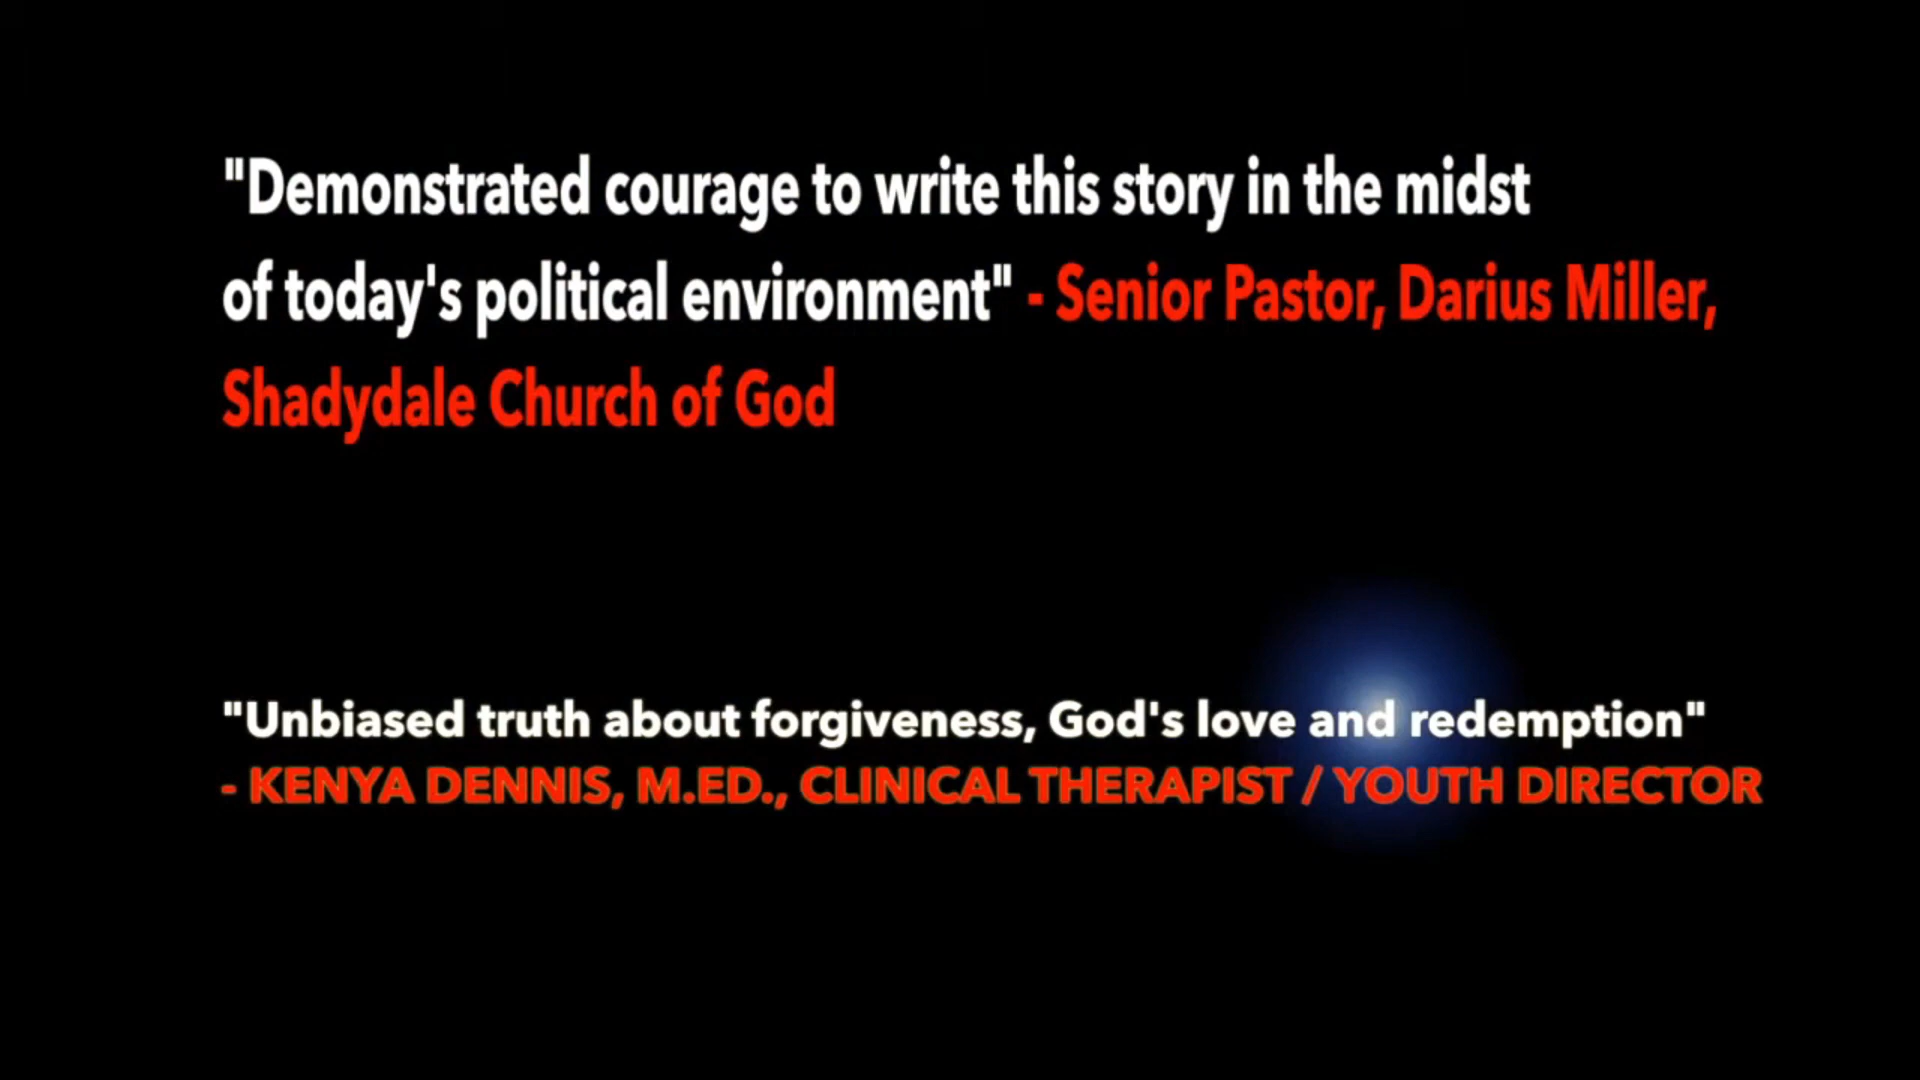 "Demonstrated courage to write this story in the midst
of today's political environment" - Senior Pastor, Darius Miller,
Shadydale Church of God
"Unbiased truth about forgiveness, God's love and redemption"
- KENYA DENNIS, M.ED., CLINICAL THERAPIST / YOUTH DIRECTOR